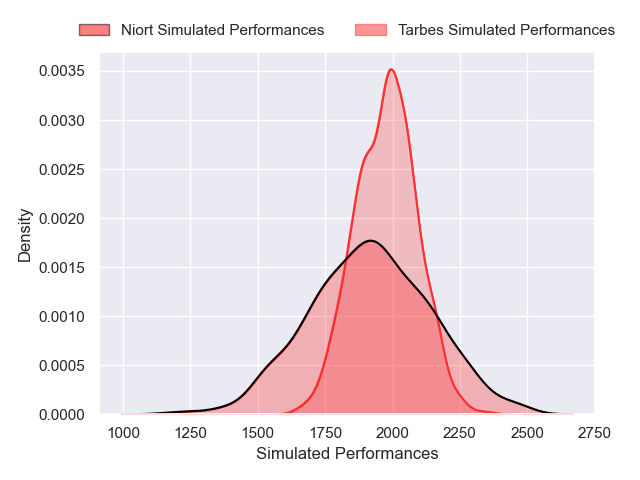 Niort Simulated Performances Tarbes Simulated Performances
0.0035
0.0030
0.0025
0.0020
0.0015
0.0010
0.0005
0.0000
Density
1000 1250 1500 1750 2000 2250 2500 2750
Simulated Performances